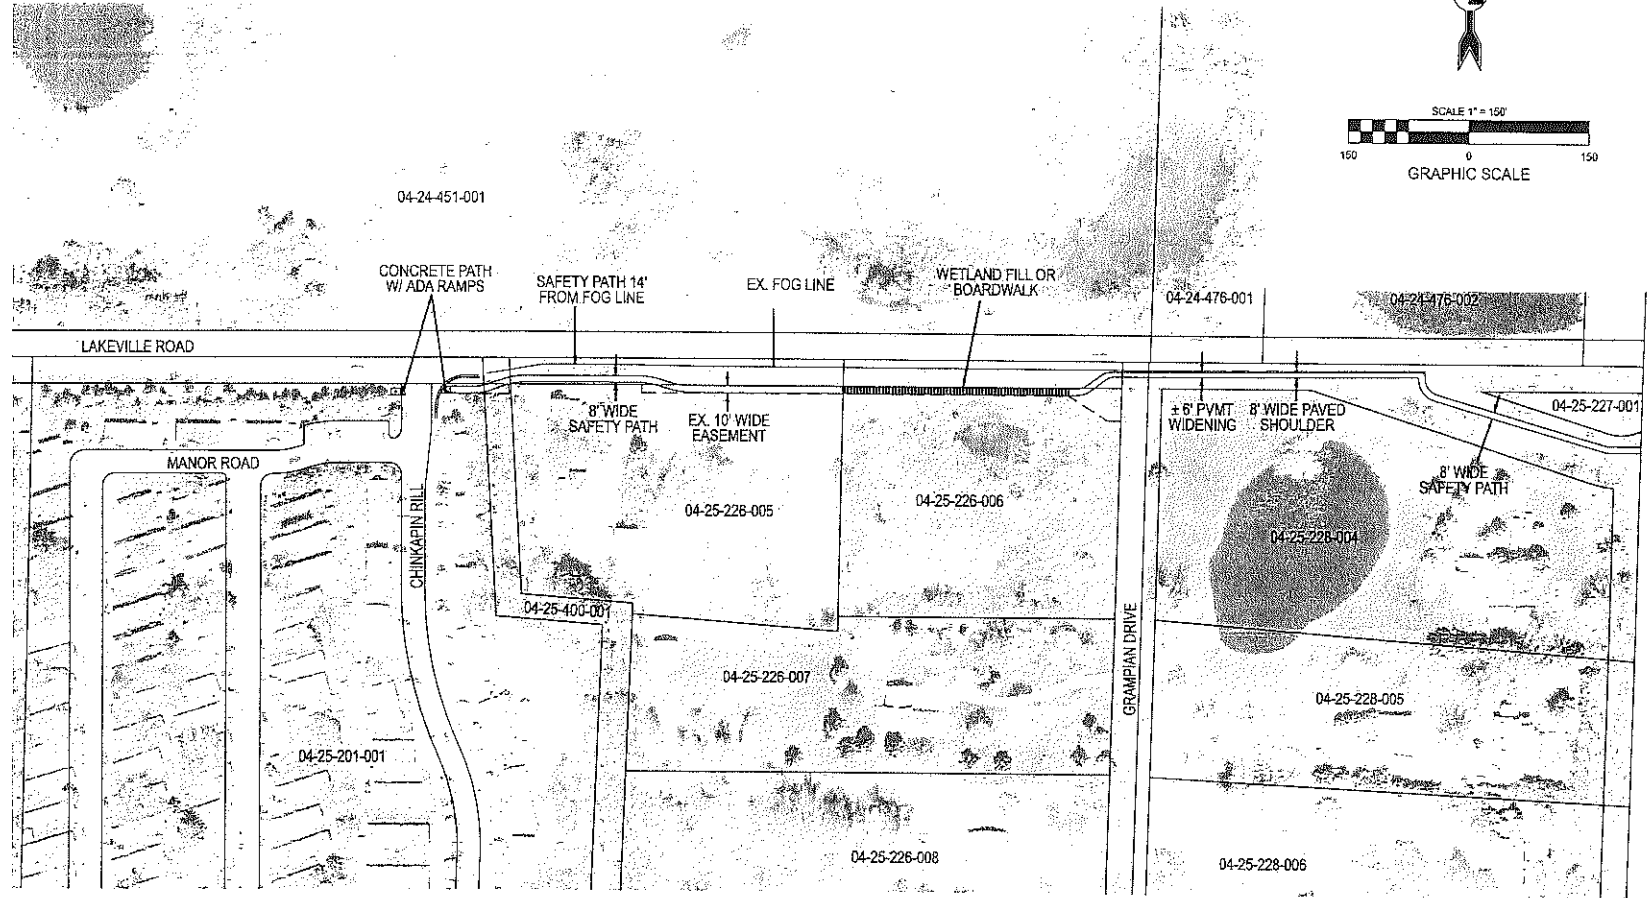 SCALE 1" = 150'
150 0 150
GRAPHIC SCALE
04-24-451-001
CONCRETE PATH
W/ ADA RAMPS
SAFETY PATH 14'
FROM FOG LINE
EX. FOG LINE
WETLAND FILL OR
BOARDWALK
04-24-476-001
04-24-476-002
LAKEVILLE ROAD
8' WIDE
SAFETY PATH
EX. 10' WIDE
EASEMENT
± 6' PVMT
WIDENING
8' WIDE PAVED
SHOULDER
04-25-227-001
MANOR ROAD
8' WIDE
SAFETY PATH
CHINKAPIN RILL
04-25-226-005
04-25-226-006
04-25-228-004
04-25-400-001
GRAMPIAN DRIVE
04-25-226-007
04-25-228-005
04-25-201-001
04-25-226-008
04-25-228-006